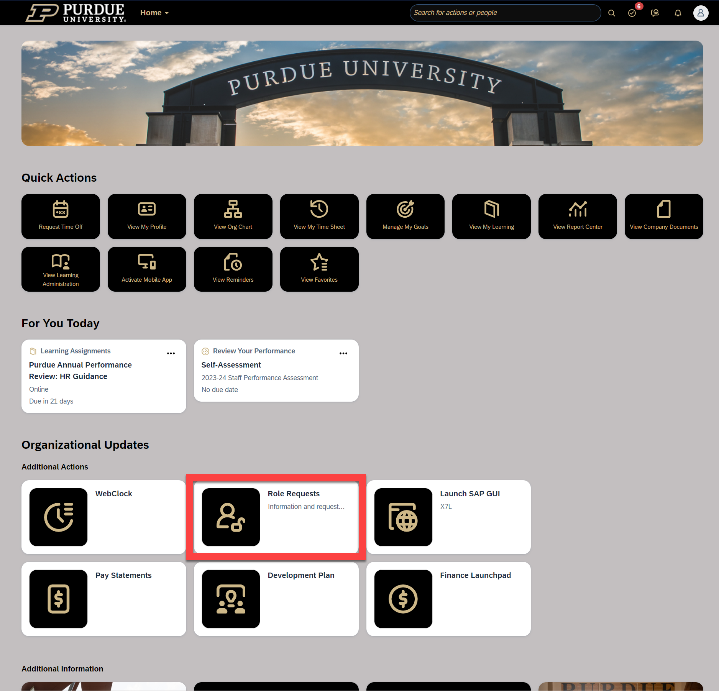 PURDUE
UNIVERSITY®
Home
Search for actions or people
6
PURDUE UNIVERSITY
Quick Actions
Request Time Off
View My Profile
View Org Chart
View My Time Sheet
Manage My Goals
View My Learning
View Report Center
View Company Documents
View Learning
Administration
Activate Mobile App
View Reminders
View Favorites
For You Today
Learning Assignments
Purdue Annual Performance
Review: HR Guidance
Online
Due in 21 days
Review Your Performance
Self-Assessment
2023-24 Staff Performance Assessment
No due date
Organizational Updates
Additional Actions
WebClock
Role Requests
Information and request...
Launch SAP GUI
X7L
Pay Statements
Development Plan
Finance Launchpad
Additional Information
PURDUE